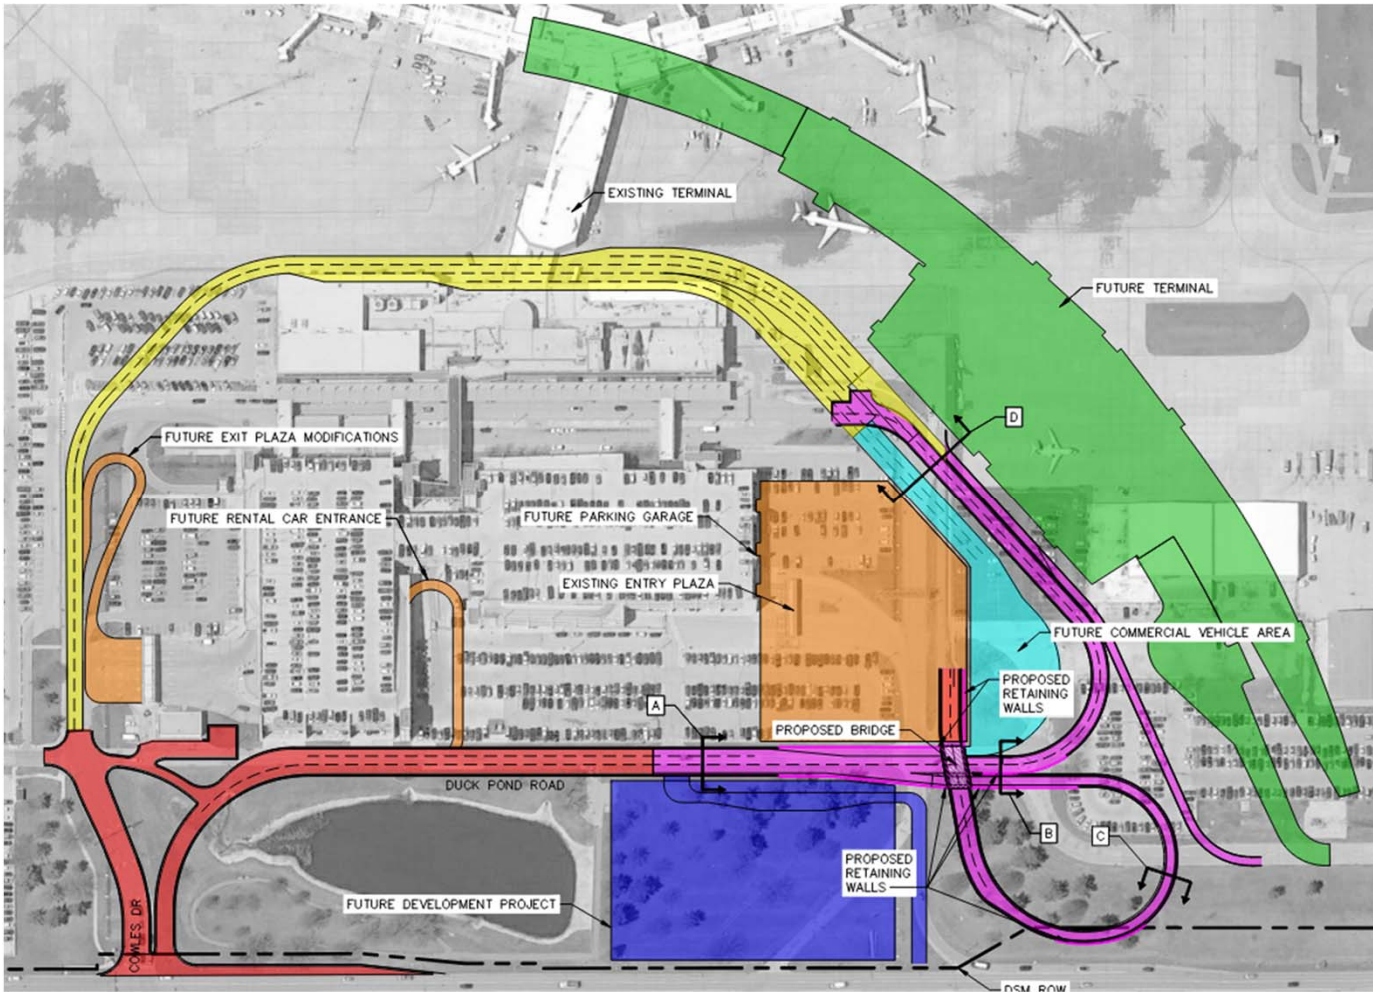 EXISTING TERMINAL
FUTURE TERMINAL
D
FUTURE EXIT PLAZA MODIFICATIONS
FUTURE RENTAL CAR ENTRANCE
FUTURE PARKING GARAGE
EXISTING ENTRY PLAZA
FUTURE COMMERCIAL VEHICLE AREA
PROPOSED
RETAINING
WALLS
A
PROPOSED BRIDGE
DUCK POND ROAD
B
C
PROPOSED
RETAINING
WALLS
FUTURE DEVELOPMENT PROJECT
COWLES DR
DSM ROW